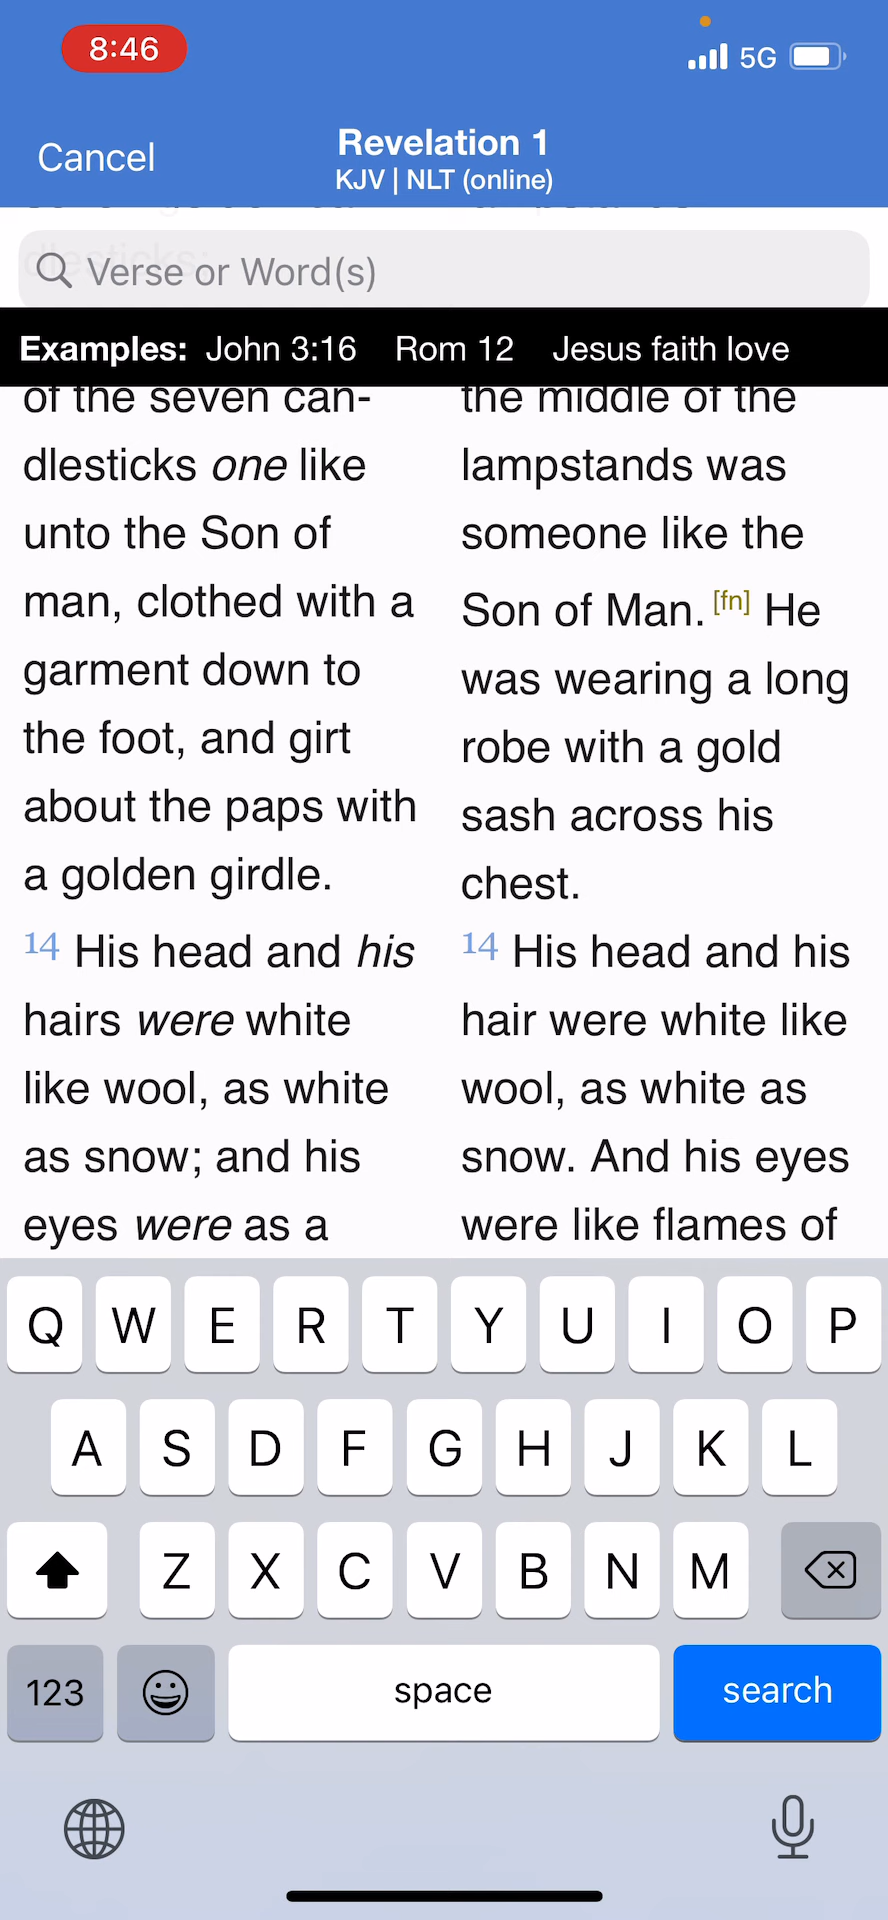 8:46
5G
Cancel
Revelation 1
KJV | NLT (online)
Verse or Word(s)
Examples: John 3:16 Rom 12 Jesus faith love
of the seven can-
dlesticks one like
unto the Son of
man, clothed with a
garment down to
the foot, and girt
about the paps with
a golden girdle.
14 His head and his
hairs were white
like wool, as white
as snow; and his
eyes were as a
the middle of the
lampstands was
someone like the
Son of Man. [fn] He
was wearing a long
robe with a gold
sash across his
chest.
14 His head and his
hair were white like
wool, as white as
snow. And his eyes
were like flames of
Q W E R T Y U I O P
A S D F G H J K L
Z X C V B N M
123 space search